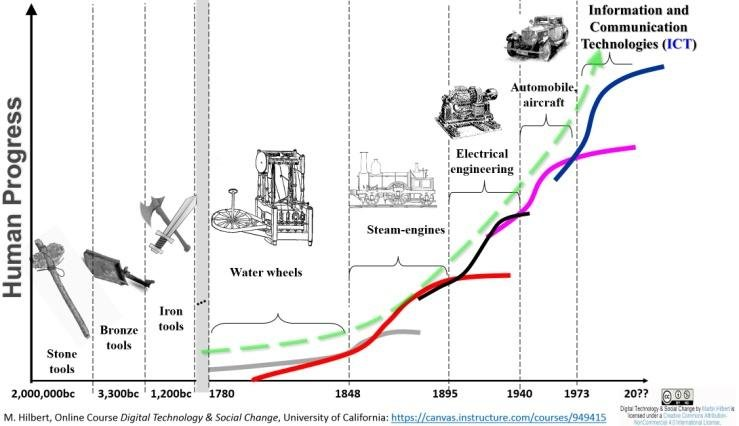 Information and
Communication
Technologies (ICT)
Automobile-
aircraft
Electrical
engineering
Steam-engines
Water wheels
Iron
tools
Bronze
tools
Stone
tools
Human Progress
2,000,000bc 3,300bc 1,200bc 1780 1848 1895 1940 1973 20??
M. Hilbert, Online Course Digital Technology & Social Change, University of California: https://canvas.instructure.com/courses/949415
Digital Technology & Social Change by Martin Hilbert is
licensed under a Creative Commons Attribution-
NonCommercial 4.0 International License.